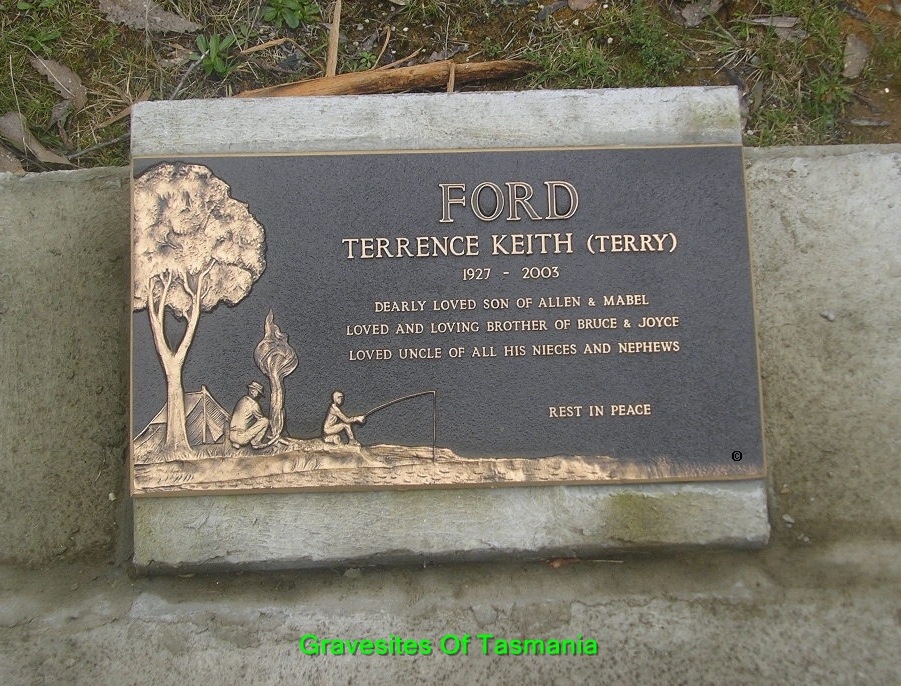 FORD
TERRENCE KEITH (TERRY)
1927 - 2003
DEARLY LOVED SON OF ALLEN & MABEL
LOVED AND LOVING BROTHER OF BRUCE & JOYCE
LOVED UNCLE OF ALL HIS NIECES AND NEPHEWS
REST IN PEACE
Gravesites Of Tasmania